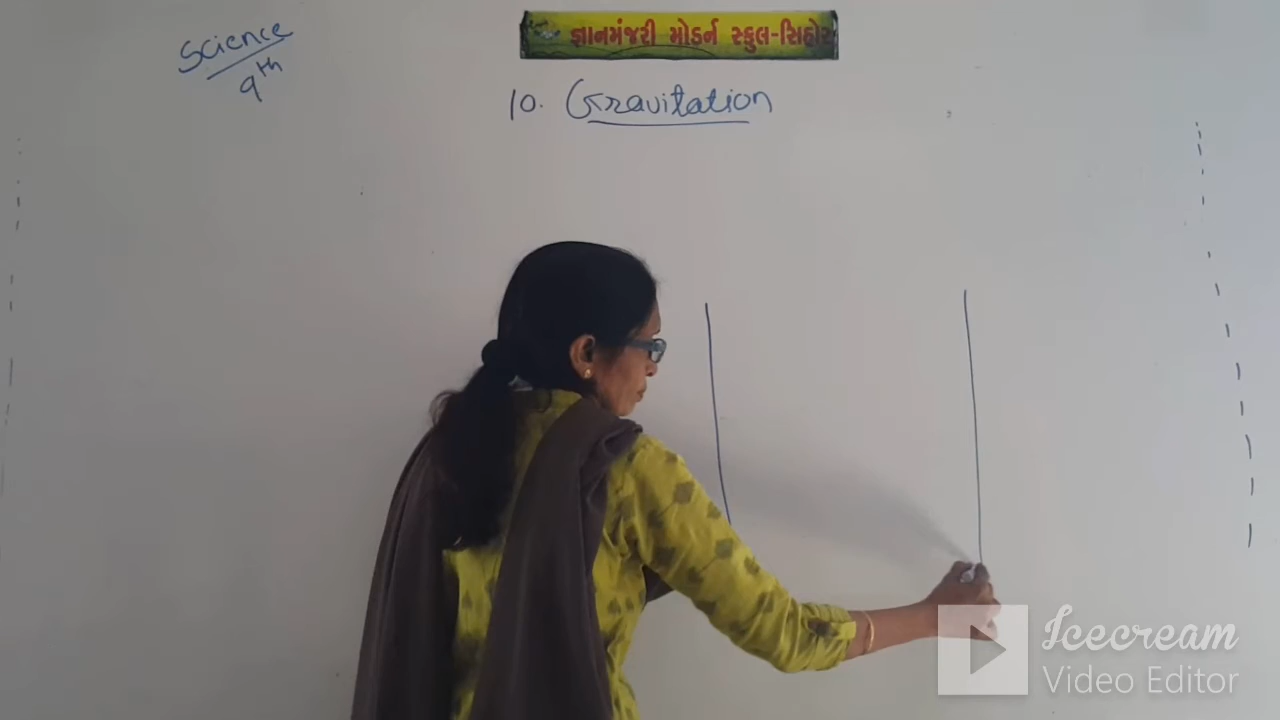 જ્ઞાનમંજરી મોડર્ન સ્કુલ-સિહોર
Science
9th
10. Gravitation
Icecream
Video Editor